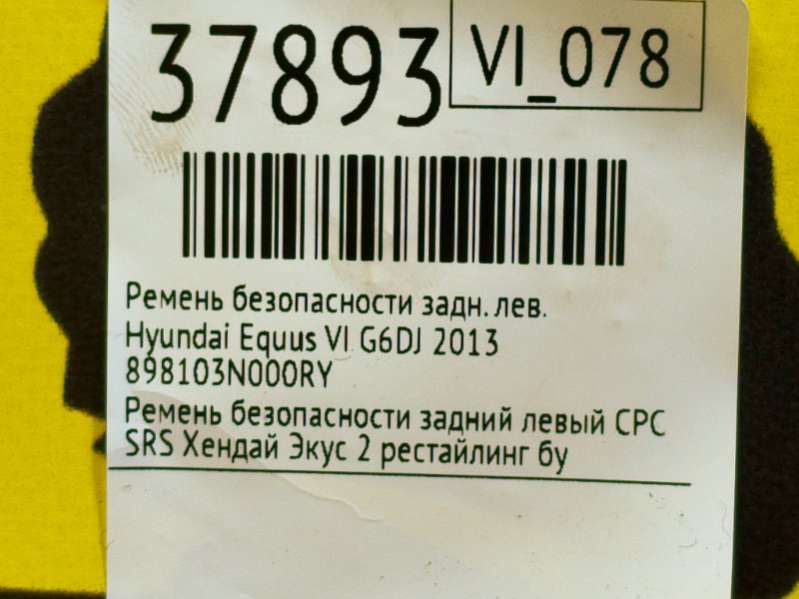 37893
VI_078
Ремень безопасности задн. лев.
Hyundai Equus VI G6DJ 2013
898103N000RY
Ремень безопасности задний левый СРС
SRS Хендай Экус 2 рестайлинг бу